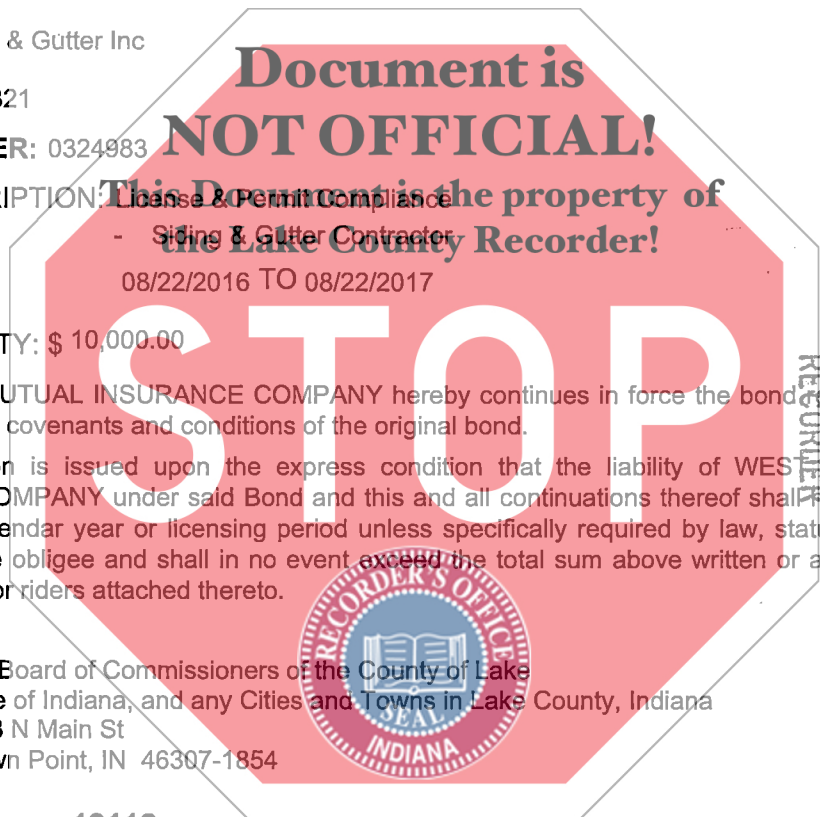 & Gutter Inc
Document is
321
NOT OFFICIAL!
ER: 0324983
This Document is the property of
IPTION: License & Permit Compliance
the Lake County Recorder!
- Siding & Gutter Contractor
08/22/2016 TO 08/22/2017
TY: $ 10,000.00
STOP
RECORDER
UTUAL INSURANCE COMPANY hereby continues in force the bond
covenants and conditions of the original bond.
n is issued upon the express condition that the liability of WEST
OMPANY under said Bond and this and all continuations thereof shall
endar year or licensing period unless specifically required by law, statu
e obligee and shall in no event exceed the total sum above written or a
or riders attached thereto.
RECORDER'S OFFICE
SEAL
INDIANA
Board of Commissioners of the County of Lake
e of Indiana, and any Cities and Towns in Lake County, Indiana
N Main St
wn Point, IN 46307-1854